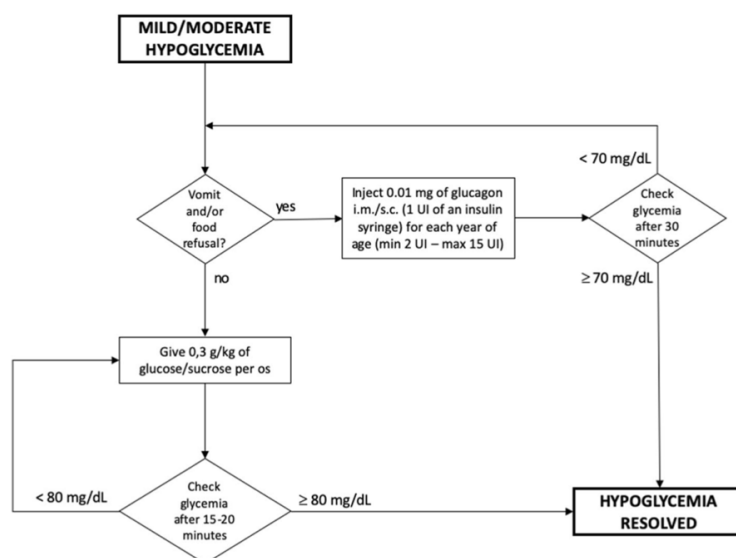 MILD/MODERATE
HYPOGLYCEMIA
< 70 mg/dL
Vomit
and/or
food
refusal?
yes
Inject 0.01 mg of glucagon
i.m./s.c. (1 UI of an insulin
syringe) for each year of
age (min 2 UI – max 15 UI)
Check
glycemia
after 30
minutes
no
≥ 70 mg/dL
Give 0,3 g/kg of
glucose/sucrose per os
< 80 mg/dL
Check
glycemia
after 15-20
minutes
≥ 80 mg/dL
HYPOGLYCEMIA
RESOLVED